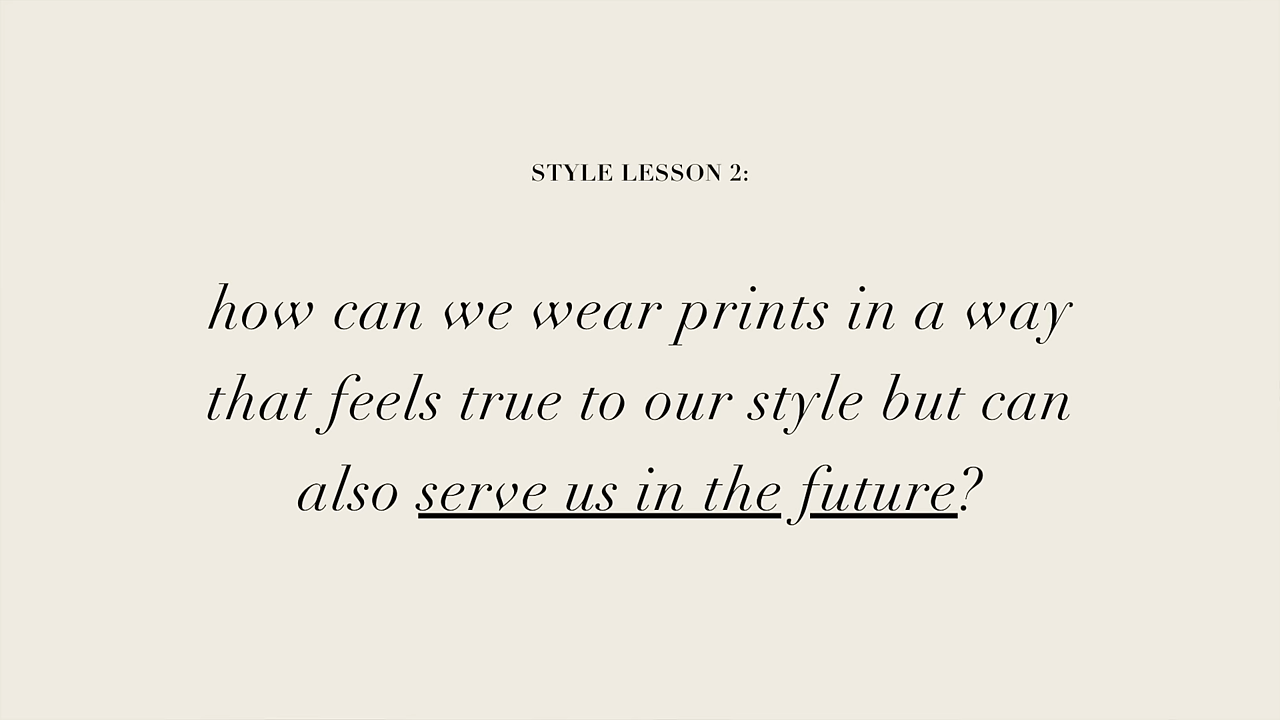 STYLE LESSON 2:
how can we wear prints in a way
that feels true to our style but can
also serve us in the future?